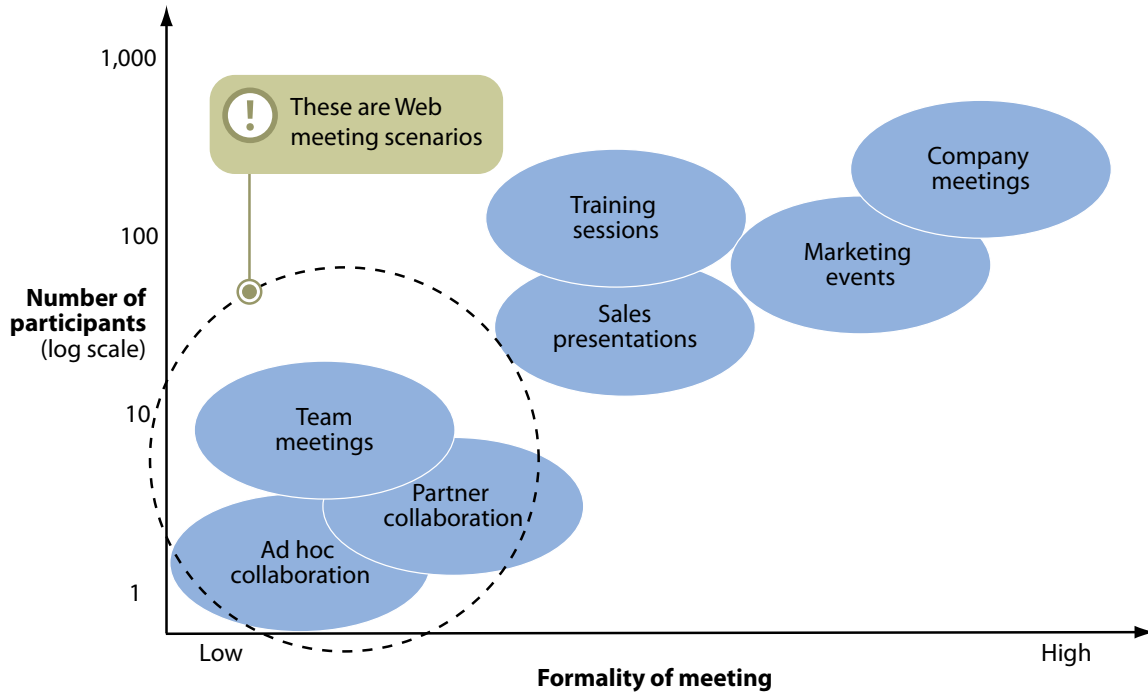 1,000
!
These are Web
meeting scenarios
Company
meetings
Training
sessions
100
Marketing
events
Number of
participants
(log scale)
Sales
presentations
10
Team
meetings
Partner
collaboration
Ad hoc
collaboration
1
Low
High
Formality of meeting